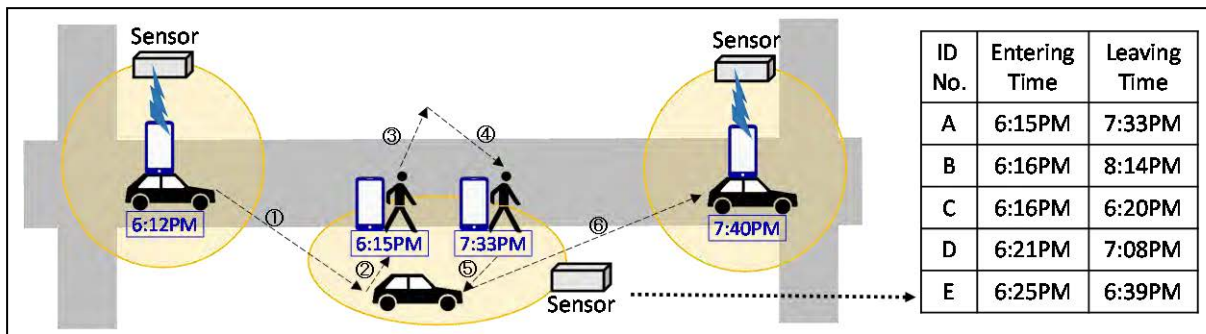 Sensor
Sensor
6:12PM
①
②
③
④
6:15PM
7:33PM
⑤
⑥
7:40PM
Sensor
ID No. Entering Time Leaving Time
A 6:15PM 7:33PM
B 6:16PM 8:14PM
C 6:16PM 6:20PM
D 6:21PM 7:08PM
E 6:25PM 6:39PM